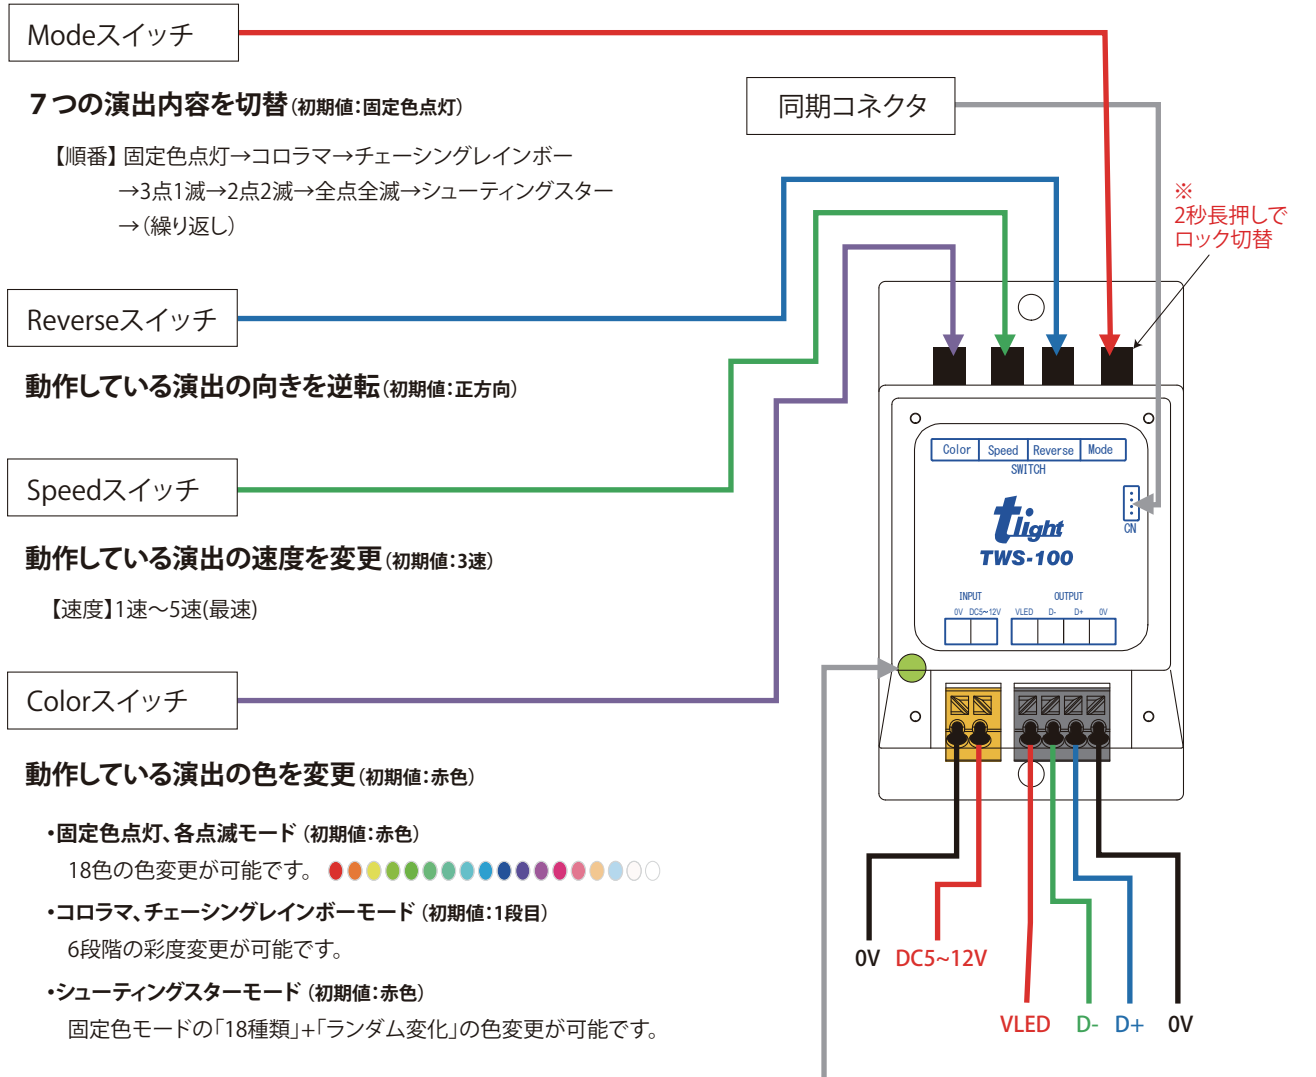 Modeスイッチ
7つの演出内容を切替(初期値:固定色点灯)
【順番】固定色点灯→コロラマ→チェーシングレインボー
→3点1滅→2点2滅→全点全滅→シューティングスター
→(繰り返し)
同期コネクタ
※
2秒長押しで
ロック切替
Reverseスイッチ
動作している演出の向きを逆転(初期値:正方向)
Speedスイッチ
動作している演出の速度を変更(初期値:3速)
【速度】1速～5速(最速)
Colorスイッチ
動作している演出の色を変更(初期値:赤色)
・固定色点灯、各点滅モード(初期値:赤色)
18色の色変更が可能です。
・コロラマ、チェーシングレインボーモード(初期値:1段目)
6段階の彩度変更が可能です。
・シューティングスターモード(初期値:赤色)
固定色モードの「18種類」+「ランダム変化」の色変更が可能です。
Color Speed Reverse Mode
SWITCH
tlight
TWS-100
CN
INPUT OUTPUT
0V DC5~12V VLED D- D+ 0V
0V DC5~12V
VLED D- D+ 0V